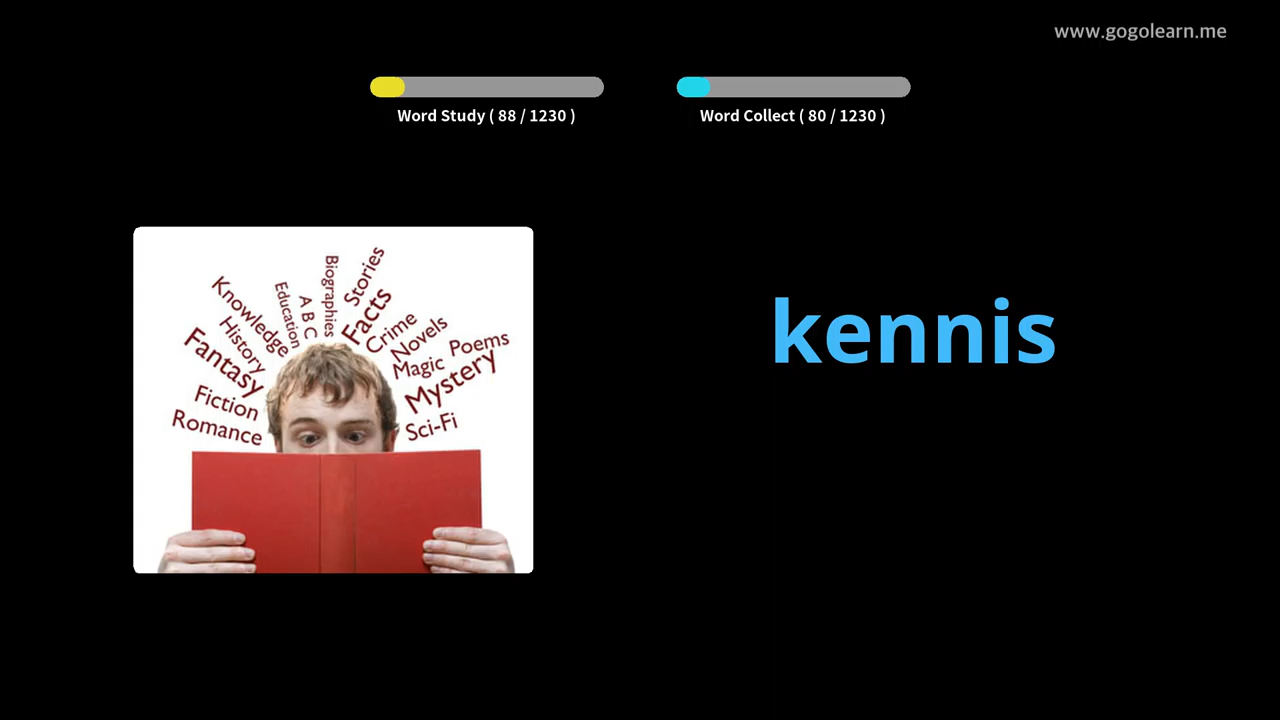 www.gogolearn.me
Word Study ( 88 / 1230 )
Word Collect ( 80 / 1230 )
Biographies
Stories
Knowledge
Education
A B C
Facts
History
Crime
Novels
Fantasy
Magic
Poems
Mystery
Fiction
Romance
Sci-Fi
kennis